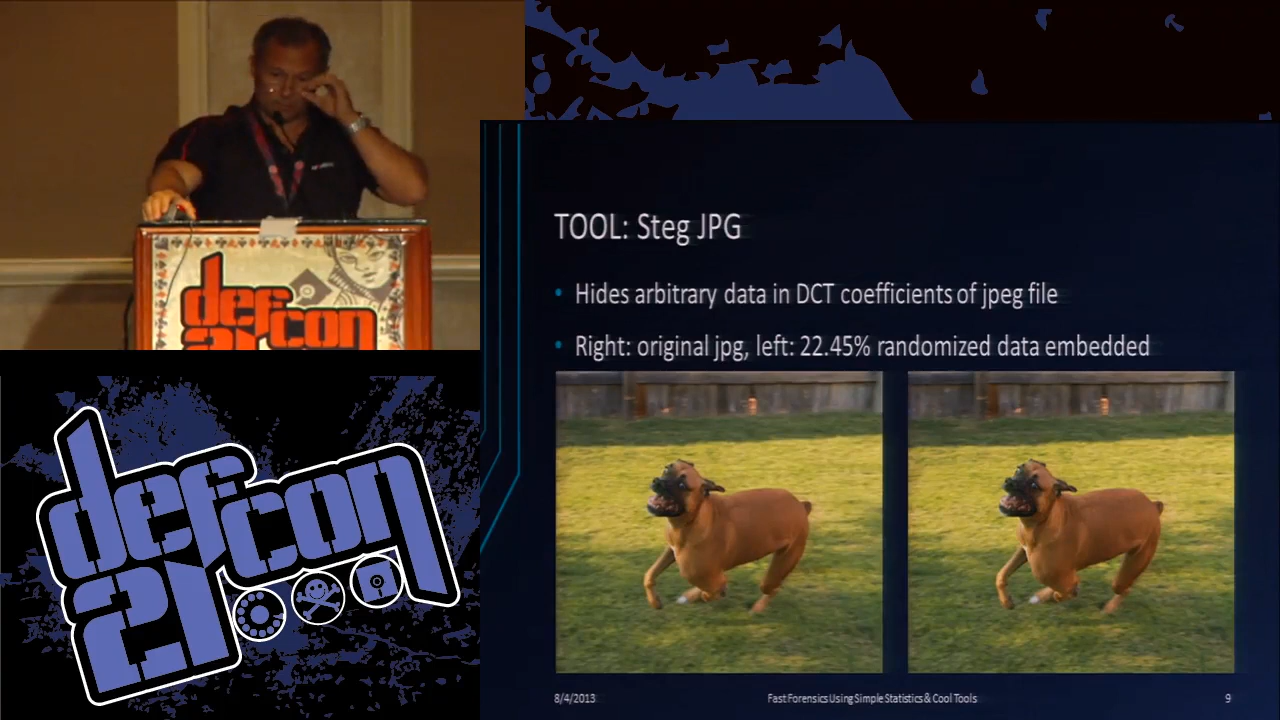 defcon
21
TOOL: Steg JPG
• Hides arbitrary data in DCT coefficients of jpeg file
• Right: original jpg, left: 22.45% randomized data embedded
defcon
21
8/4/2013
Fast Forensics Using Simple Statistics & Cool Tools
9